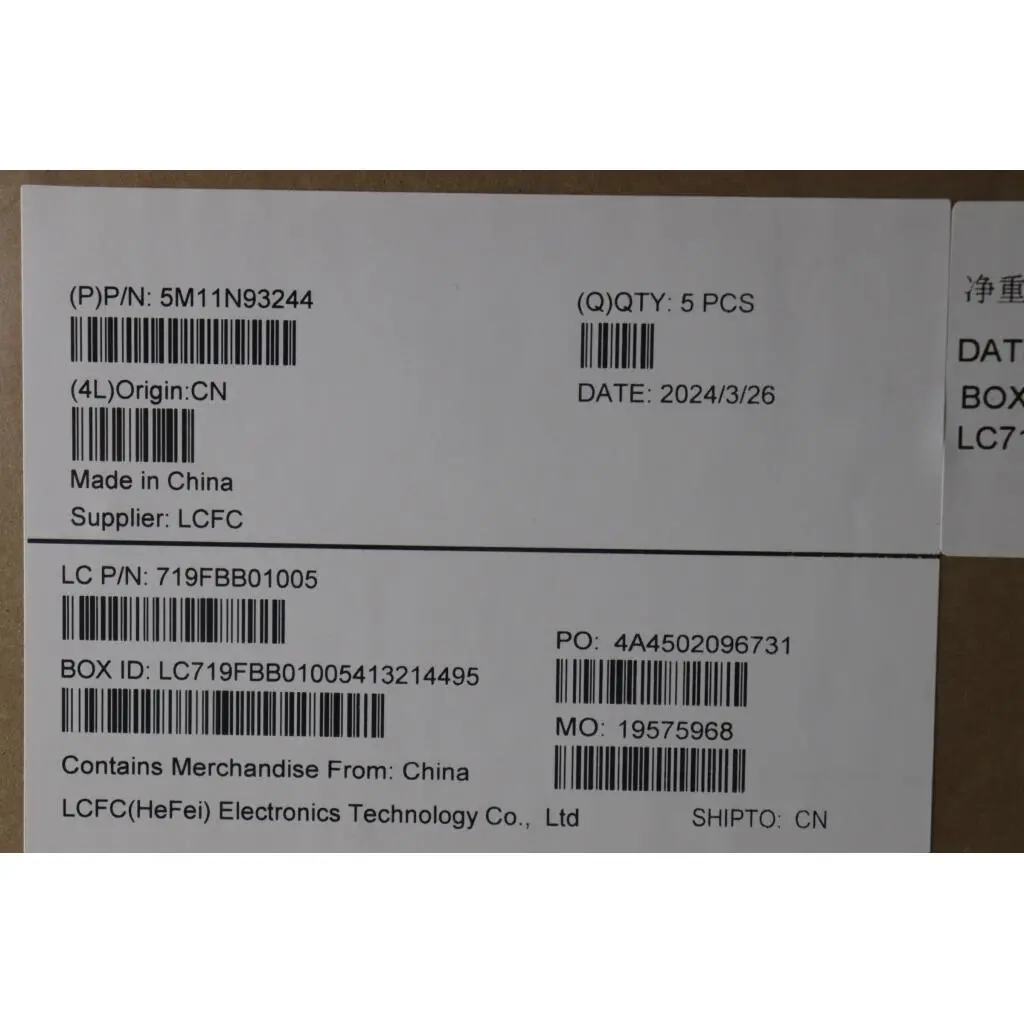 (P)P/N: 5M11N93244
(Q)QTY: 5 PCS
(4L)Origin:CN
DATE: 2024/3/26
Made in China
Supplier: LCFC
LC P/N: 719FBB01005
PO: 4A4502096731
BOX ID: LC719FBB01005413214495
MO: 19575968
Contains Merchandise From: China
LCFC(HeFei) Electronics Technology Co., Ltd
SHIPTO: CN
净重
DAT
BOX
LC71